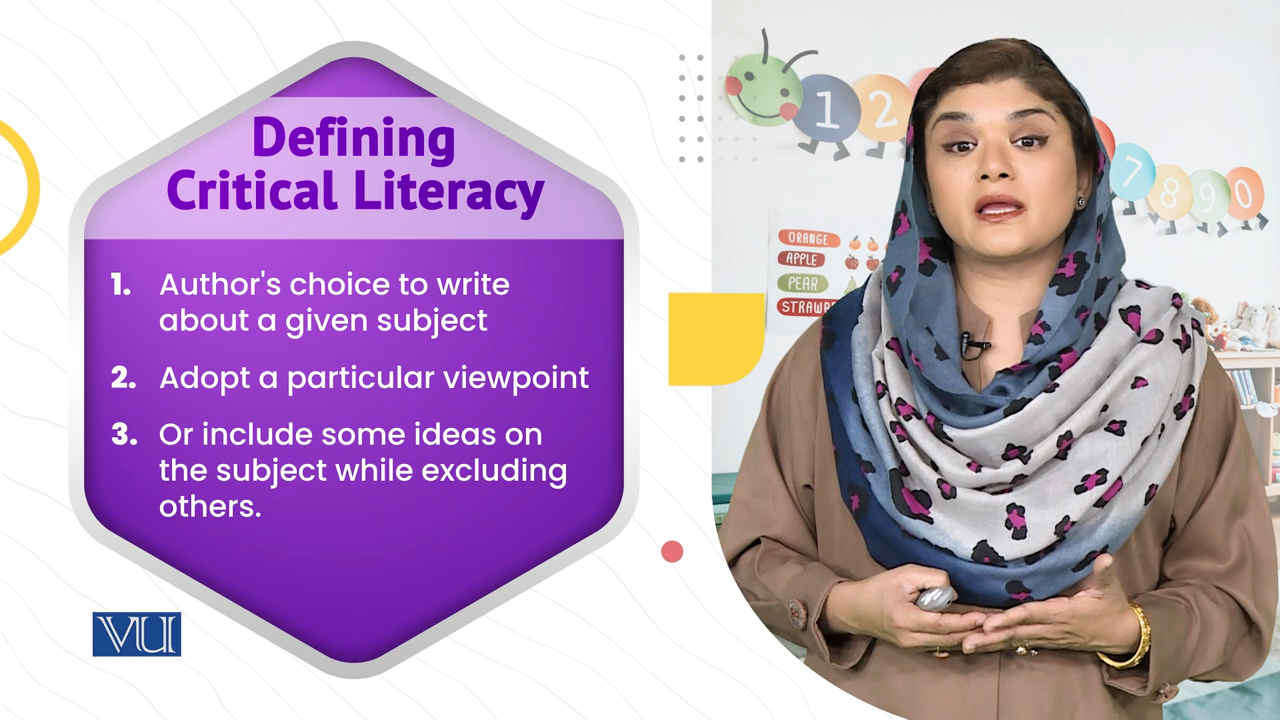 Defining
Critical Literacy
1. Author's choice to write
about a given subject
2. Adopt a particular viewpoint
3. Or include some ideas on
the subject while excluding
others.
VU
1 2
7 8 9 0
ORANGE
APPLE
PEAR
STRAW